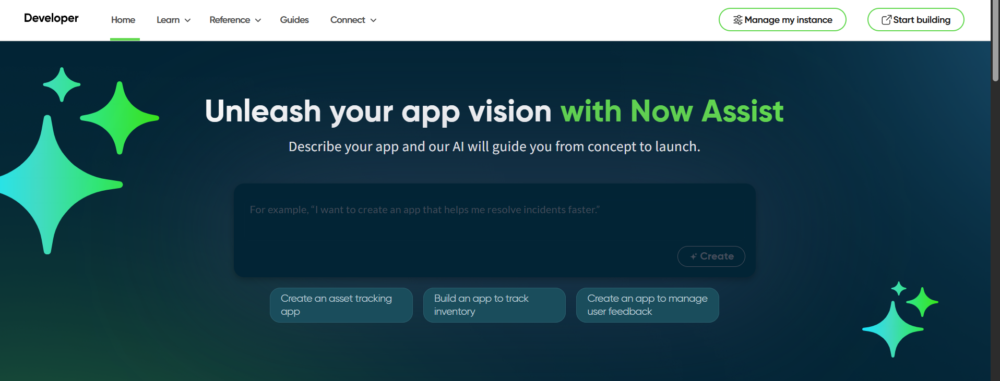 Developer
Home
Learn
Reference
Guides
Connect
Manage my instance
Start building
Unleash your app vision with Now Assist
Describe your app and our AI will guide you from concept to launch.
For example, “I want to create an app that helps me resolve incidents faster.”
Create
Create an asset tracking
app
Build an app to track
inventory
Create an app to manage
user feedback